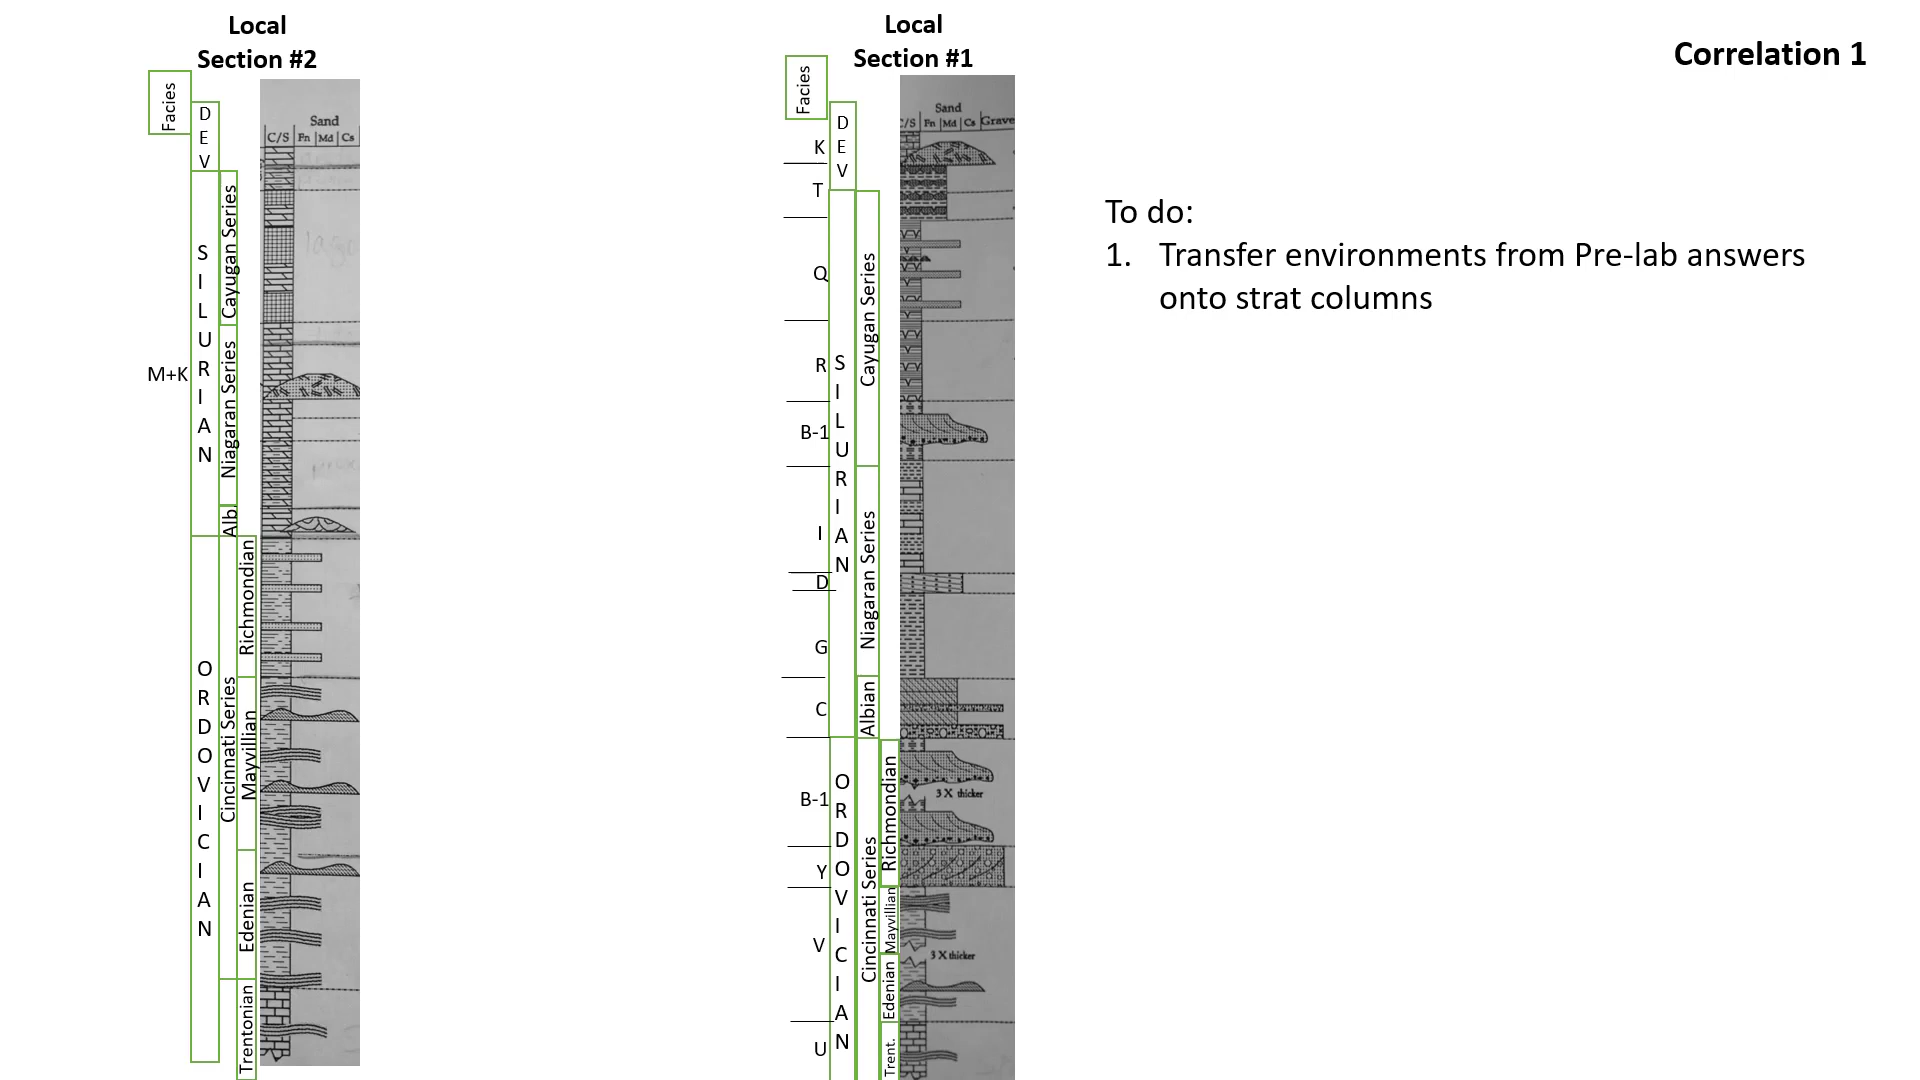 Local
Section #2
Local
Section #1
Correlation 1
Facies
DEV
SILURIAN
ORDOVICIAN
Cayugan Series
Niagaran Series
Alb.
Cincinnati Series
Richmondian
Mayvillian
Edenian
Trentonian
M+K
Sand
C/S Fn Md Cs
Facies
K
T
Q
R
B-1
I
D
G
C
B-1
Y
V
U
DEV
SILURIAN
ORDOVICIAN
Cayugan Series
Niagaran Series
Albian
Cincinnati Series
Richmondian
Mayvillian
Edenian
Trent.
Sand
C/S Fn Md Cs Grave
3 X thicker
3 X thicker
To do:
1. Transfer environments from Pre-lab answers
onto strat columns